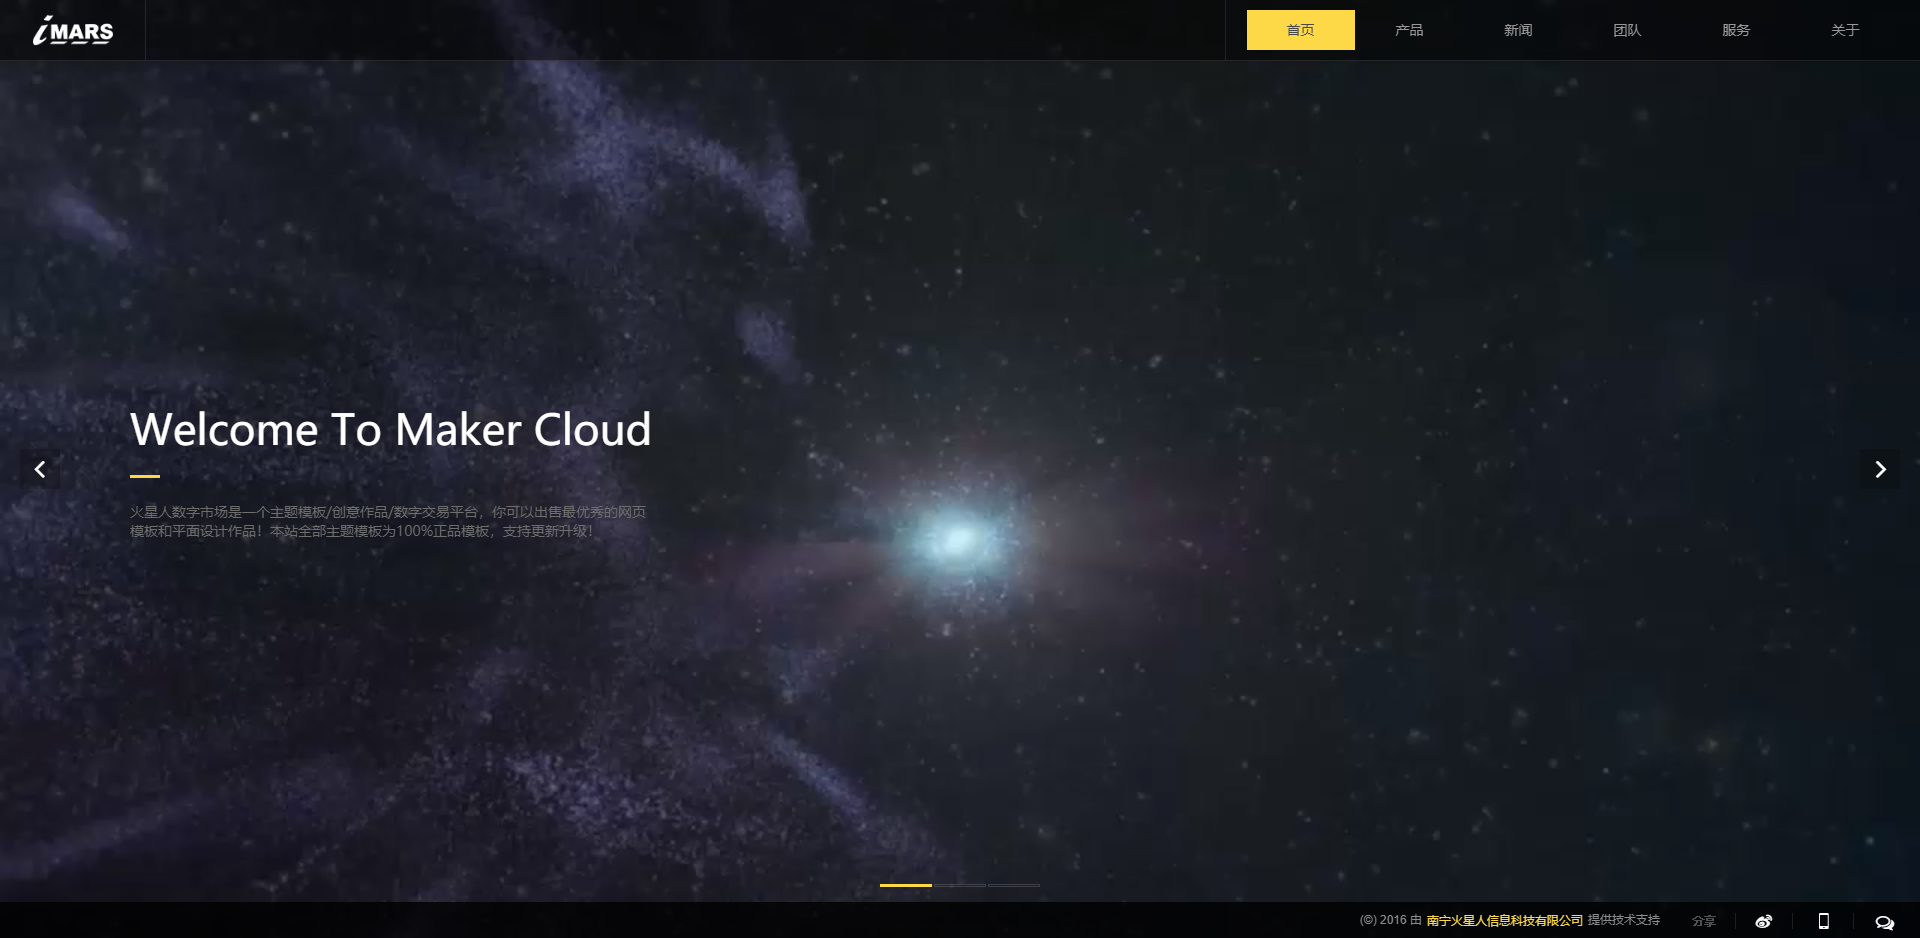 iMARS
首页 产品 新闻 团队 服务 关于
Welcome To Maker Cloud
火星人数字市场是一个主题模板/创意作品/数字交易平台，你可以出售最优秀的网页
模板和平面设计作品！本站全部主题模板为100%正品模板，支持更新升级！
(©) 2016 由 南宁火星人信息科技有限公司 提供技术支持 分享